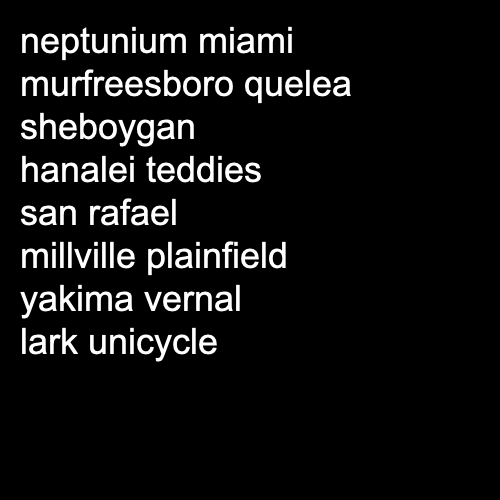 neptunium miami
murfreesboro quelea
sheboygan
hanalei teddies
san rafael
millville plainfield
yakima vernal
lark unicycle